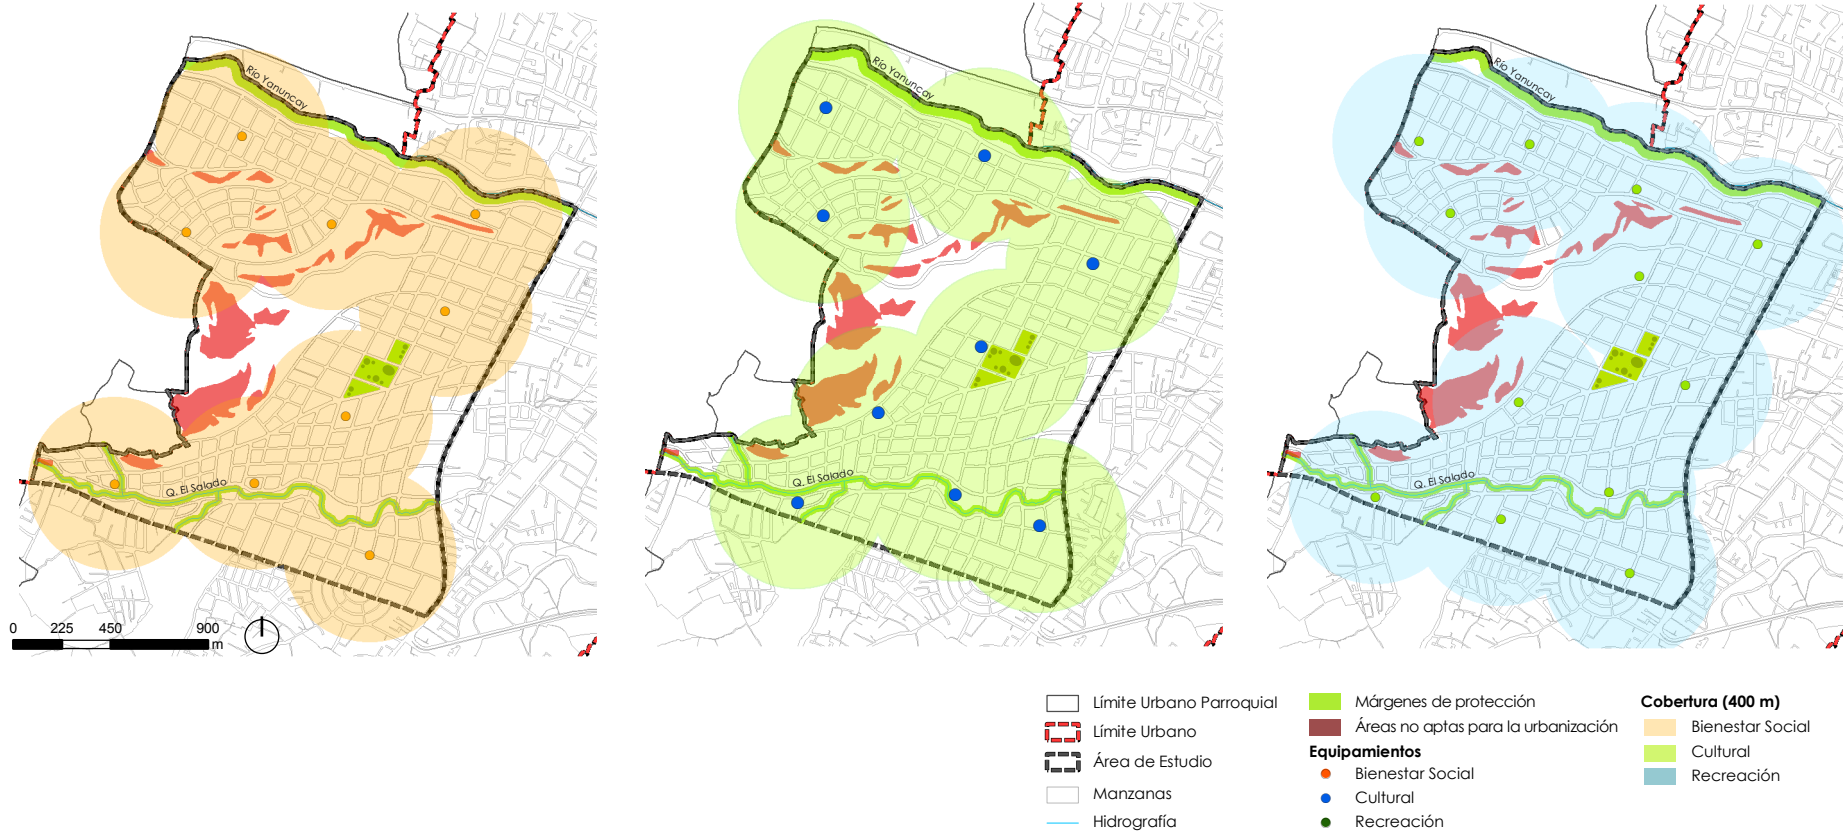 Río Yanuncay
Q. El Salado
0 225 450 900
m
Río Yanuncay
Q. El Salado
Río Yanuncay
Q. El Salado
Límite Urbano Parroquial
Límite Urbano
Área de Estudio
Manzanas
Hidrografía
Márgenes de protección
Áreas no aptas para la urbanización
Equipamientos
Bienestar Social
Cultural
Recreación
Cobertura (400 m)
Bienestar Social
Cultural
Recreación